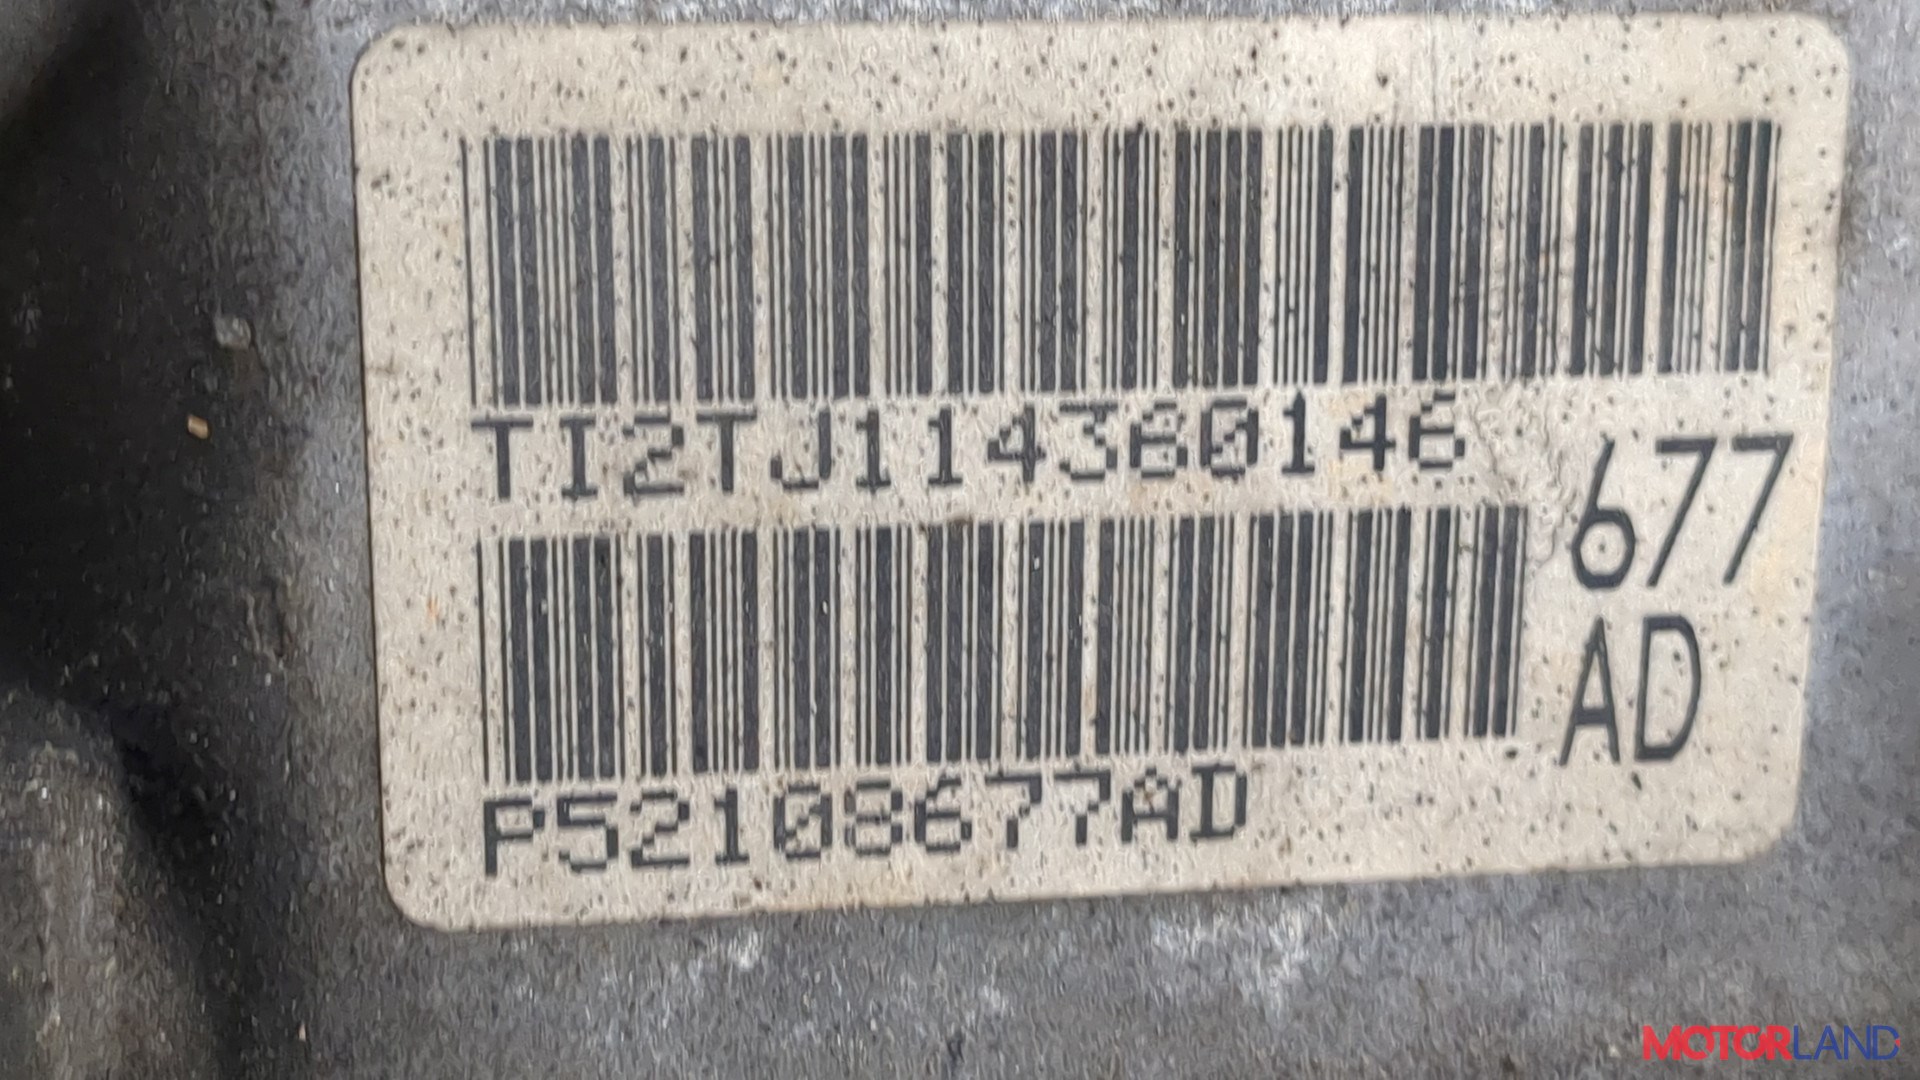 TI2TJ114360146
677
AD
P52108677AD
MOTORLAND